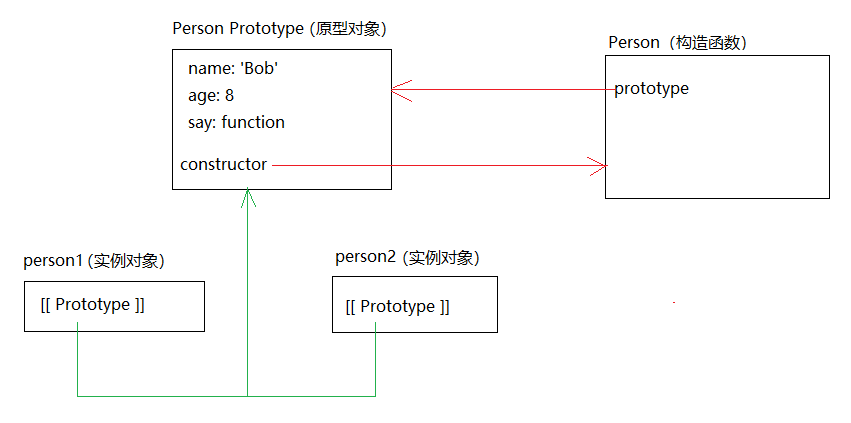 Person Prototype (原型对象)
name: 'Bob'
age: 8
say: function
constructor
Person（构造函数）
prototype
person1 (实例对象)
[[ Prototype ]]
person2 (实例对象)
[[ Prototype ]]